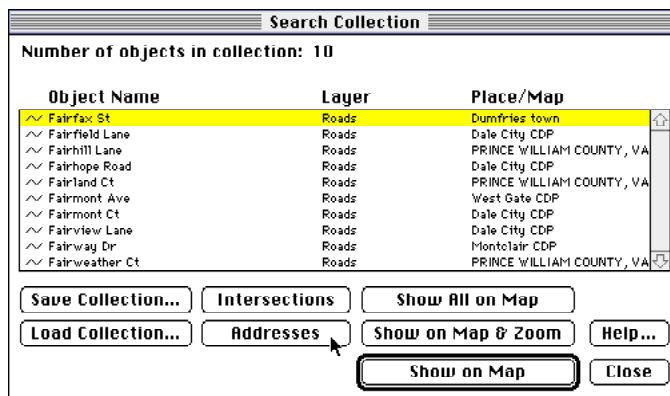 Search Collection
Number of objects in collection: 10
Object Name Layer Place/Map
Fairfax St Roads Dumfries town
Fairfield Lane Roads Dale City CDP
Fairhill Lane Roads PRINCE WILLIAM COUNTY, VA
Fairhope Road Roads Dale City CDP
Fairland Ct Roads PRINCE WILLIAM COUNTY, VA
Fairmont Ave Roads West Gate CDP
Fairmont Ct Roads Dale City CDP
Fairview Lane Roads Dale City CDP
Fairway Dr Roads Montclair CDP
Fairweather Ct Roads PRINCE WILLIAM COUNTY, VA
Save Collection... Intersections Show All on Map
Load Collection... Addresses Show on Map & Zoom Help...
Show on Map Close